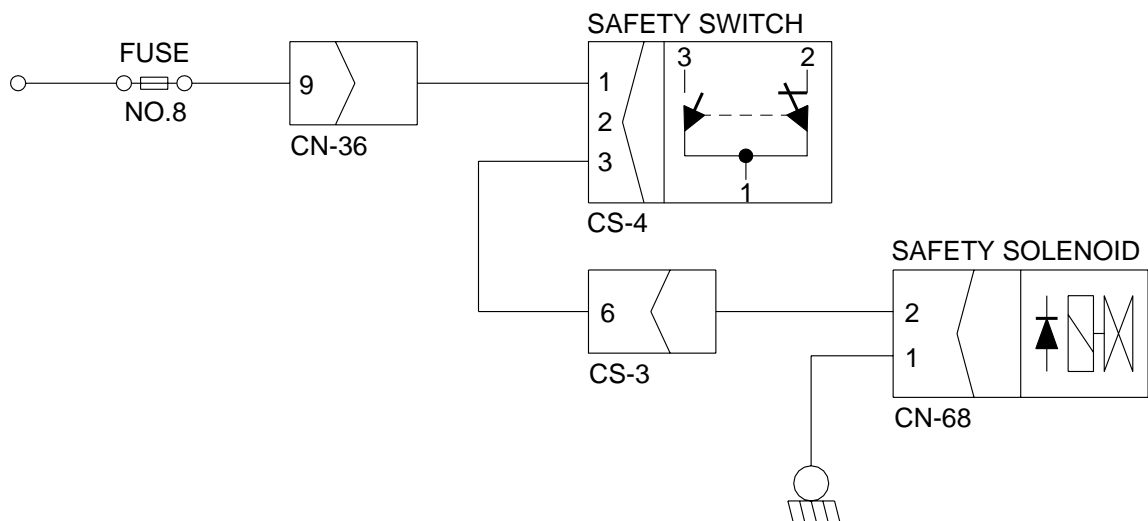 SAFETY SWITCH
FUSE
NO.8
9
CN-36
1
2
3
3
2
1
CS-4
SAFETY SOLENOID
6
CS-3
2
1
CN-68